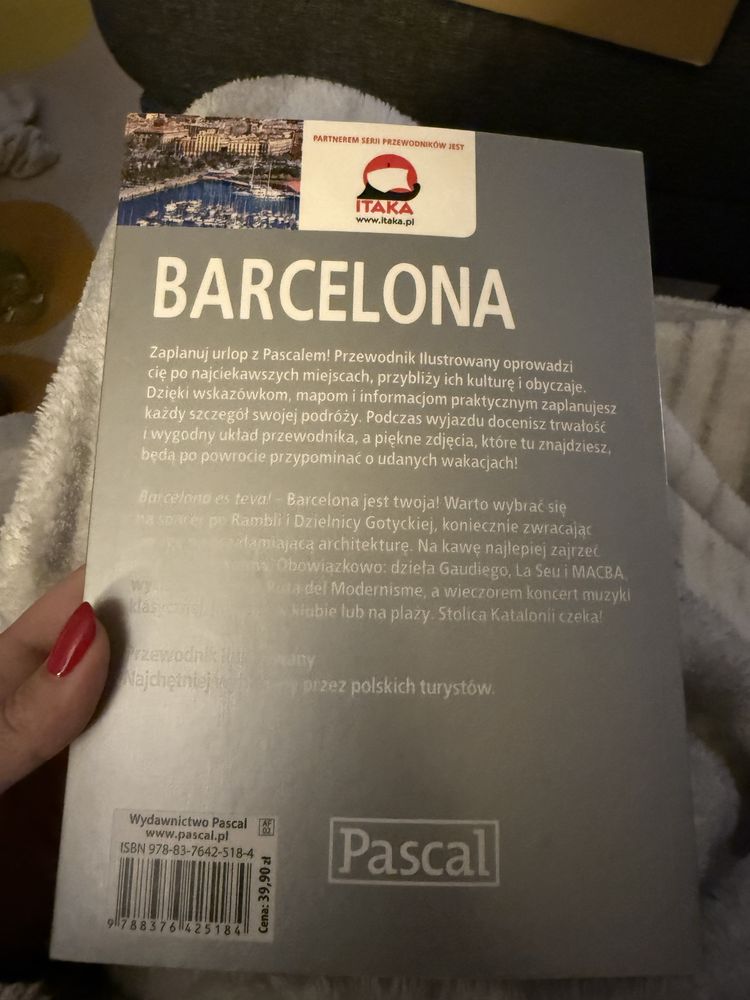 PARTNEREM SERII PRZEWODNIKÓW JEST
ITAKA
www.itaka.pl
BARCELONA
Zaplanuj urlop z Pascalem! Przewodnik Ilustrowany oprowadzi
cię po najciekawszych miejscach, przybliży ich kulturę i obyczaje.
Dzięki wskazówkom, mapom i informacjom praktycznym zaplanujesz
każdy szczegół swojej podróży. Podczas wyjazdu docenisz trwałość
i wygodny układ przewodnika, a piękne zdjęcia, które tu znajdziesz,
będą po powrocie przypominać o udanych wakacjach!
Barcelona es teva! - Barcelona jest twoja! Warto wybrać się
na spacer po Rambli i Dzielnicy Gotyckiej, koniecznie zwracając
architekturę. Na kawę najlepiej zajrzeć
Obowiązkowo: dzieła Gaudiego, La Seu i MACBA,
Ruta del Modernisme, a wieczorem koncert muzyki
klasycznej, klubie lub na plaży. Stolica Katalonii czeka!
Przewodnik Ilustrowany
Najchętniej przez polskich turystów.
Wydawnictwo Pascal
www.pascal.pl
AF
02
ISBN 978-83-7642-518-4
9 788376 425184
Cena: 39,90 zł
Pascal